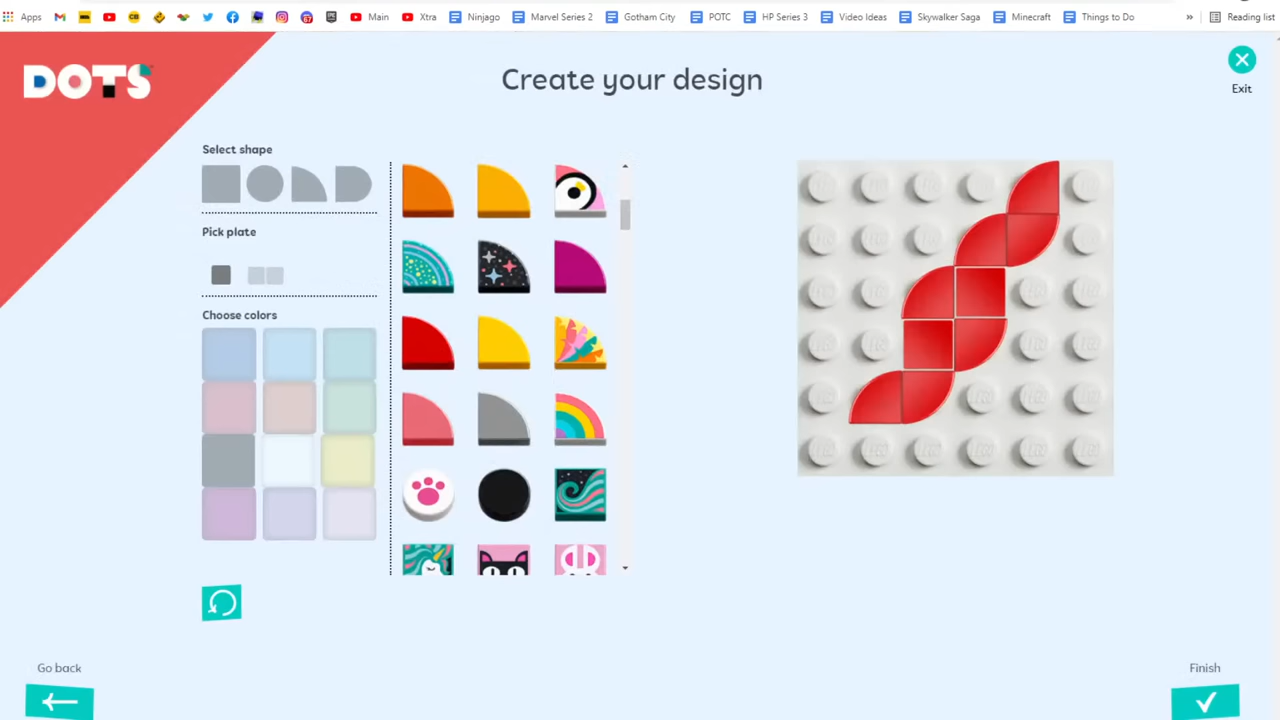 Apps
Main
Xtra
Ninjago
Marvel Series 2
Gotham City
POTC
HP Series 3
Video Ideas
Skywalker Saga
Minecraft
Things to Do
»
Reading list
DOTS
Create your design
Exit
Select shape
Pick plate
Choose colors
Go back
Finish